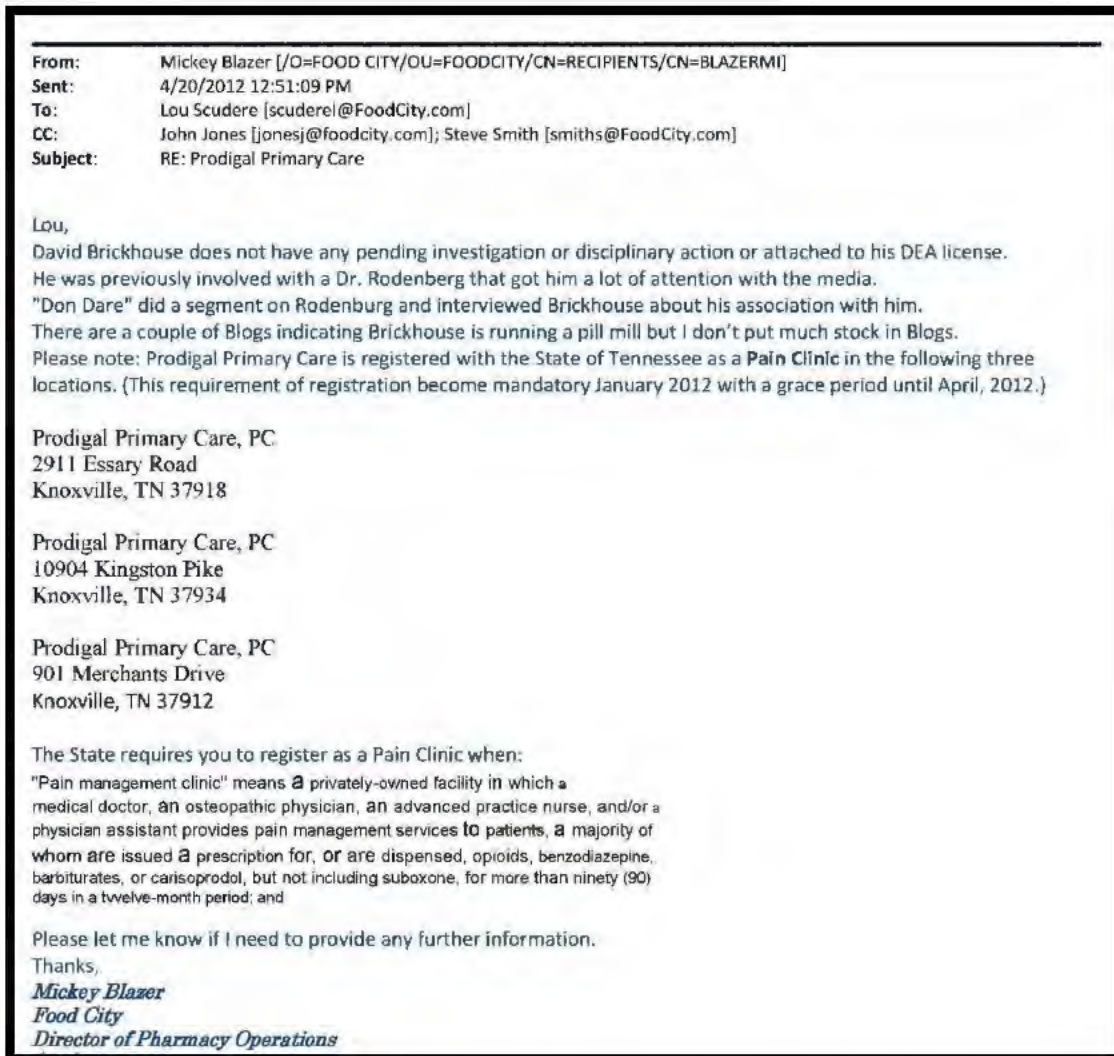 From: Mickey Blazer [/O=FOOD CITY/OU=FOODCITY/CN=RECIPIENTS/CN=BLAZERMI]
Sent: 4/20/2012 12:51:09 PM
To: Lou Scudere [scuderel@FoodCity.com]
CC: John Jones [jonesj@foodcity.com]; Steve Smith [smiths@FoodCity.com]
Subject: RE: Prodigal Primary Care
Lou,
David Brickhouse does not have any pending investigation or disciplinary action or attached to his DEA license.
He was previously involved with a Dr. Rodenberg that got him a lot of attention with the media.
"Don Dare" did a segment on Rodenburg and interviewed Brickhouse about his association with him.
There are a couple of Blogs indicating Brickhouse is running a pill mill but I don't put much stock in Blogs.
Please note: Prodigal Primary Care is registered with the State of Tennessee as a Pain Clinic in the following three
locations. (This requirement of registration become mandatory January 2012 with a grace period until April, 2012.)
Prodigal Primary Care, PC
2911 Essary Road
Knoxville, TN 37918
Prodigal Primary Care, PC
10904 Kingston Pike
Knoxville, TN 37934
Prodigal Primary Care, PC
901 Merchants Drive
Knoxville, TN 37912
The State requires you to register as a Pain Clinic when:
"Pain management clinic" means a privately-owned facility in which a
medical doctor, an osteopathic physician, an advanced practice nurse, and/or a
physician assistant provides pain management services to patients, a majority of
whom are issued a prescription for, or are dispensed, opioids, benzodiazepine,
barbiturates, or carisoprodol, but not including suboxone, for more than ninety (90)
days in a twelve-month period; and
Please let me know if I need to provide any further information.
Thanks,
Mickey Blazer
Food City
Director of Pharmacy Operations